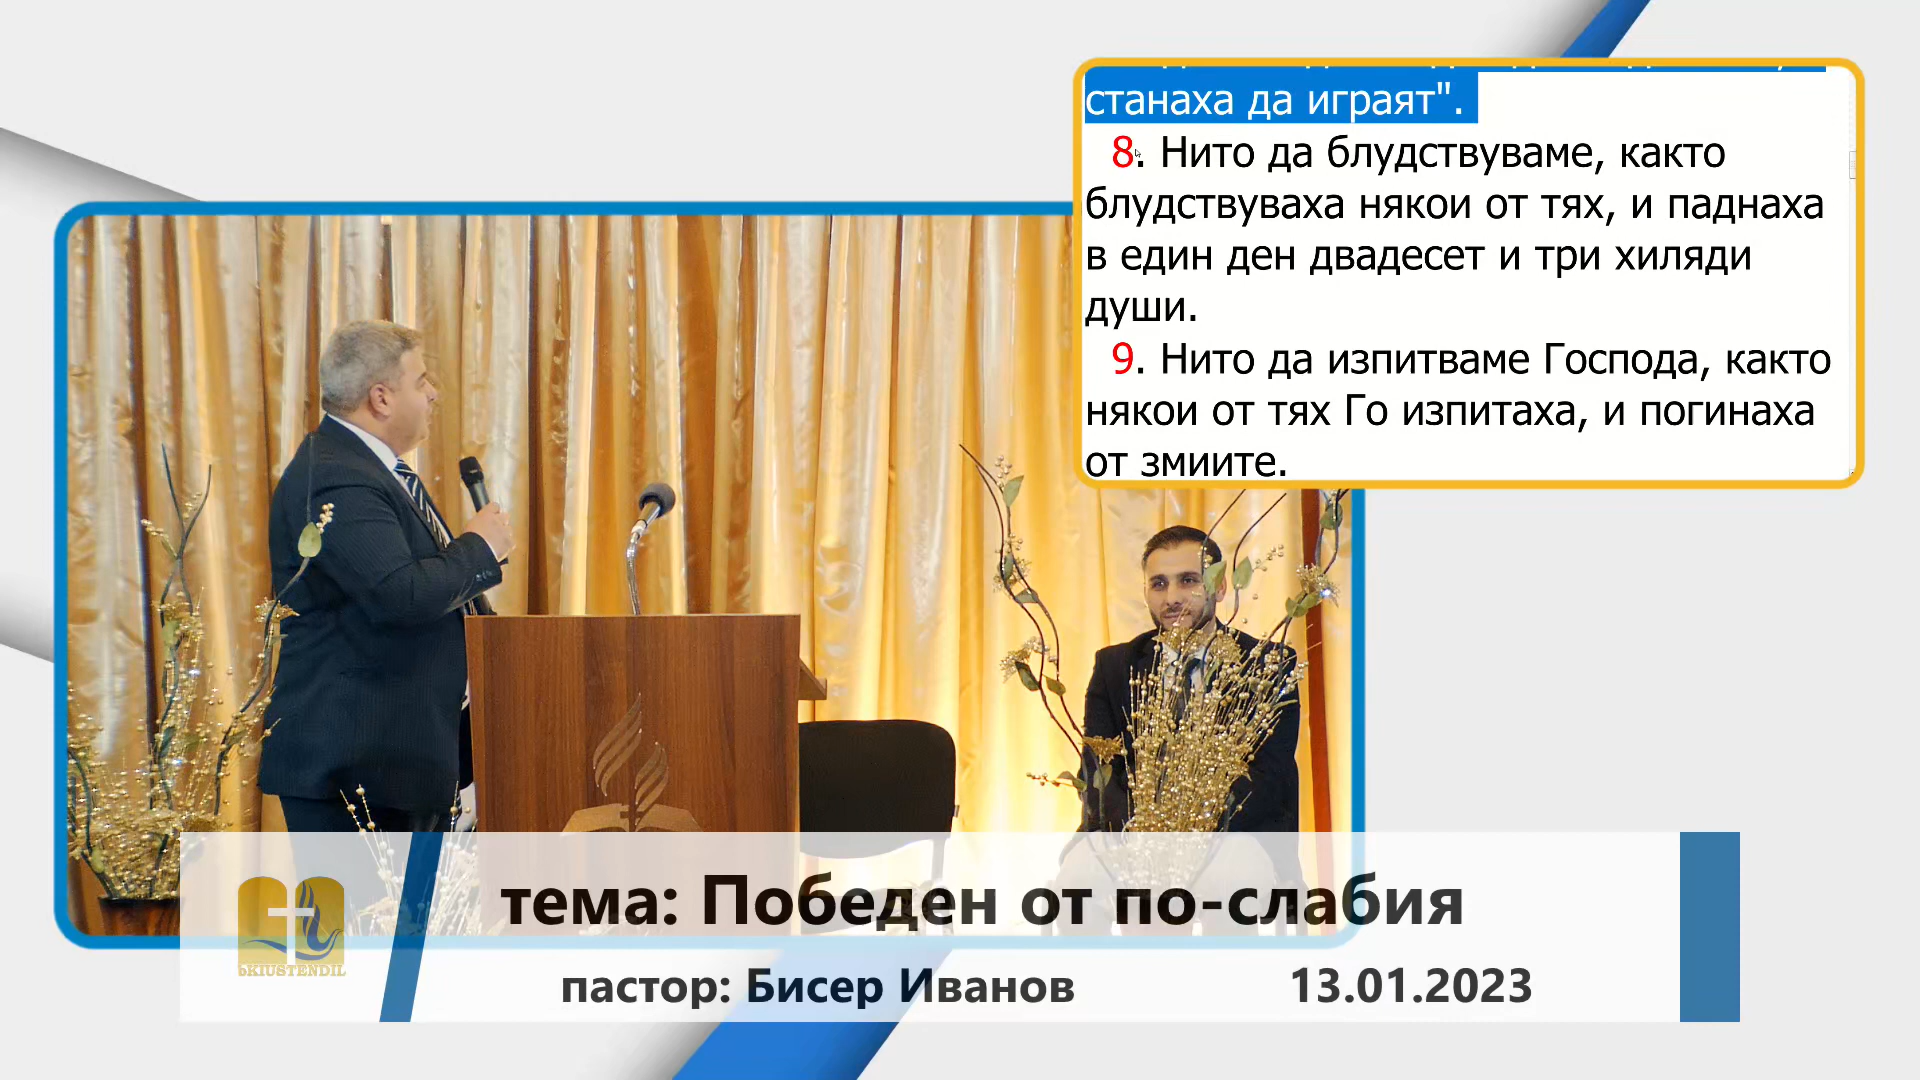 станаха да играят".
8. Нито да блудствуваме, както
блудствуваха някои от тях, и паднаха
в един ден двадесет и три хиляди
души.
9. Нито да изпитваме Господа, както
някои от тях Го изпитаха, и погинаха
от змиите.
тема: Победен от по-слабия
ьKIUSTENDIL
пастор: Бисер Иванов 13.01.2023